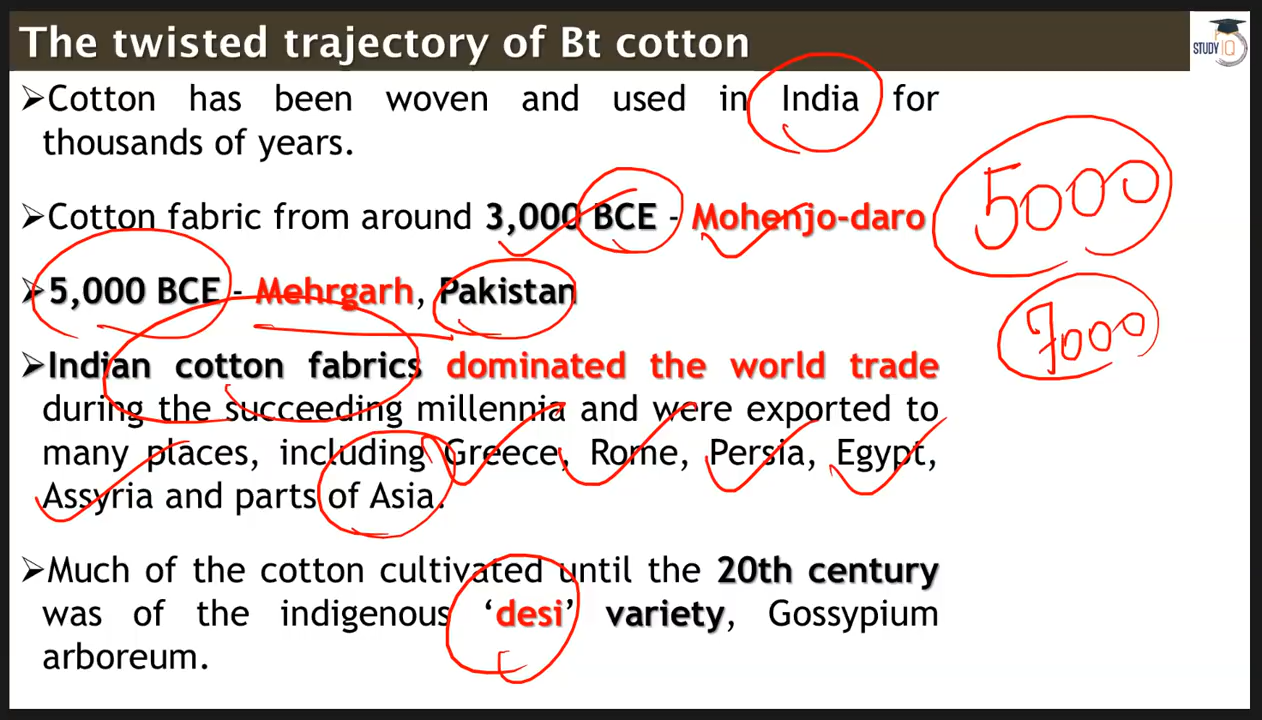 The twisted trajectory of Bt cotton
STUDY IQ
➢Cotton has been woven and used in India for
thousands of years.
➢Cotton fabric from around 3,000 BCE - Mohenjo-daro
5000
➢5,000 BCE - Mehrgarh, Pakistan
7000
➢Indian cotton fabrics dominated the world trade
during the succeeding millennia and were exported to
many places, including Greece, Rome, Persia, Egypt,
Assyria and parts of Asia.
➢Much of the cotton cultivated until the 20th century
was of the indigenous ‘desi’ variety, Gossypium
arboreum.